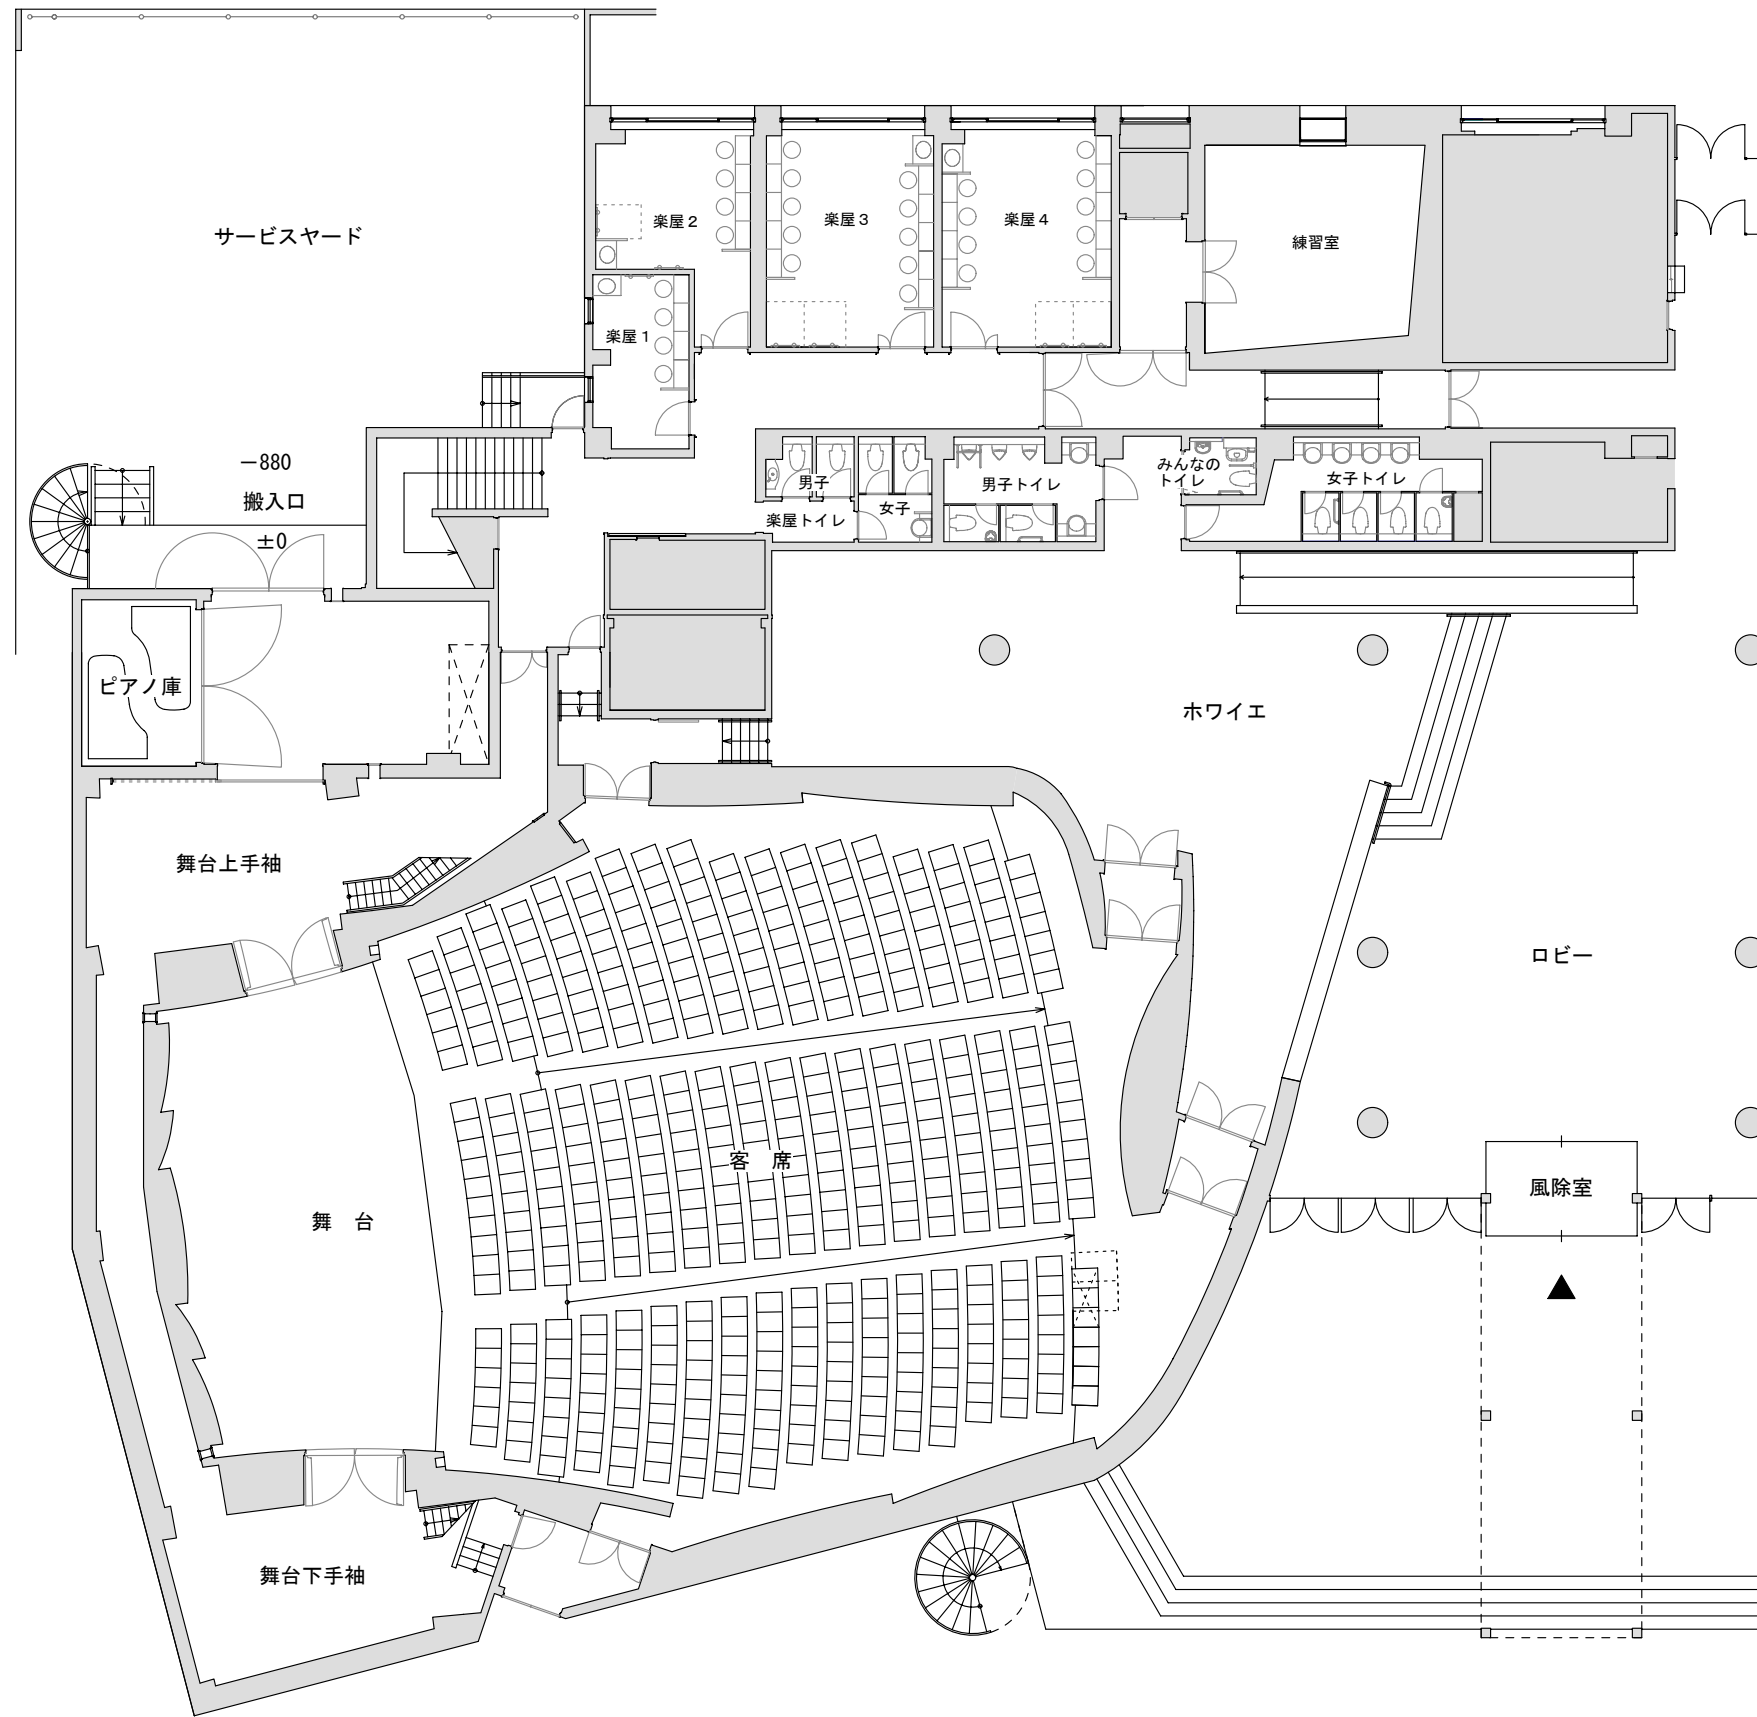 サービスヤード
楽屋２
楽屋３
楽屋４
練習室
楽屋１
−880
搬入口
±0
男子
楽屋トイレ
女子
男子トイレ
みんなの
トイレ
女子トイレ
ピアノ庫
ホワイエ
舞台上手袖
ロビー
客　席
風除室
舞　台
舞台下手袖